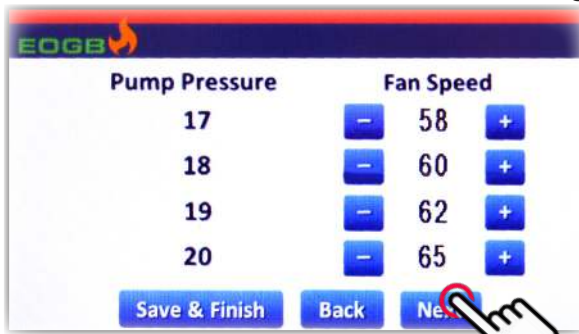 EOGB
Pump Pressure Fan Speed
17 − 58 +
18 − 60 +
19 − 62 +
20 − 65 +
Save & Finish Back